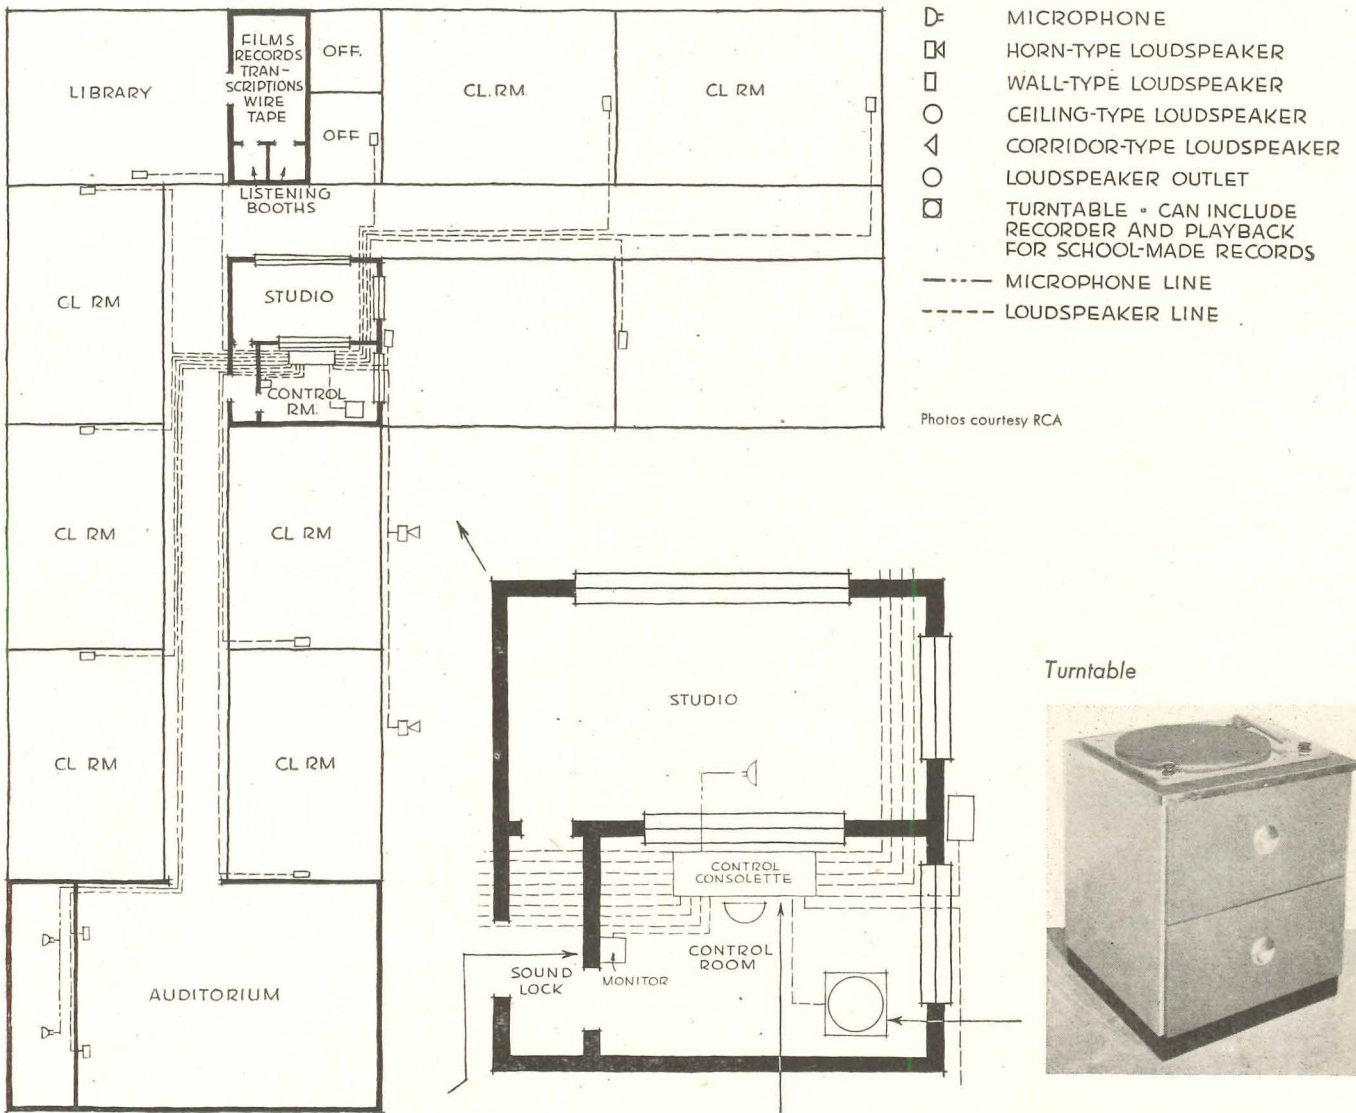 LIBRARY
FILMS
RECORDS
TRAN-
SCRIPTIONS
WIRE
TAPE
OFF.
OFF
CL. RM.
CL RM
LISTENING
BOOTHS
CL RM
STUDIO
CONTROL
RM.
CL RM
CL RM
CL RM
CL RM
AUDITORIUM
MICROPHONE
HORN-TYPE LOUDSPEAKER
WALL-TYPE LOUDSPEAKER
CEILING-TYPE LOUDSPEAKER
CORRIDOR-TYPE LOUDSPEAKER
LOUDSPEAKER OUTLET
TURNTABLE • CAN INCLUDE
RECORDER AND PLAYBACK
FOR SCHOOL-MADE RECORDS
MICROPHONE LINE
LOUDSPEAKER LINE
Photos courtesy RCA
STUDIO
CONTROL
CONSOLETTE
CONTROL
ROOM
SOUND
LOCK
MONITOR
Turntable